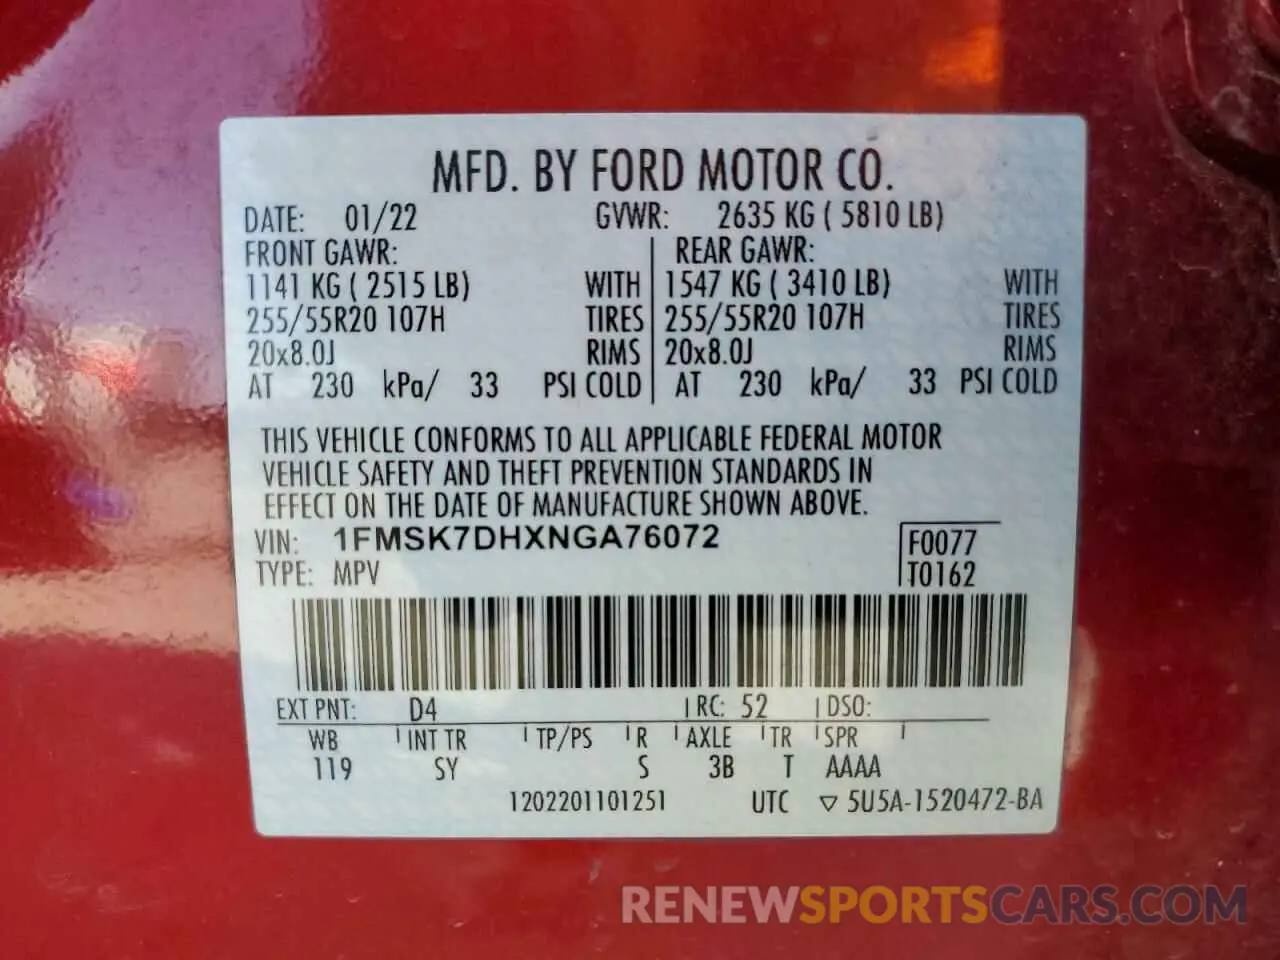 MFD. BY FORD MOTOR CO.
DATE: 01/22 GVWR: 2635 KG ( 5810 LB)
FRONT GAWR: REAR GAWR:
1141 KG ( 2515 LB) WITH 1547 KG ( 3410 LB) WITH
255/55R20 107H TIRES 255/55R20 107H TIRES
20x8.0J RIMS 20x8.0J RIMS
AT 230 kPa/ 33 PSI COLD AT 230 kPa/ 33 PSI COLD
THIS VEHICLE CONFORMS TO ALL APPLICABLE FEDERAL MOTOR
VEHICLE SAFETY AND THEFT PREVENTION STANDARDS IN
EFFECT ON THE DATE OF MANUFACTURE SHOWN ABOVE.
VIN: 1FMSK7DHXNGA76072 F0077
TYPE: MPV T0162
EXT PNT: D4 RC: 52 DSO:
WB INT TR TP/PS R AXLE TR SPR
119 SY S 3B T AAAA
1202201101251 UTC ▽ 5U5A-1520472-BA
RENEWSPORTSCARS.COM